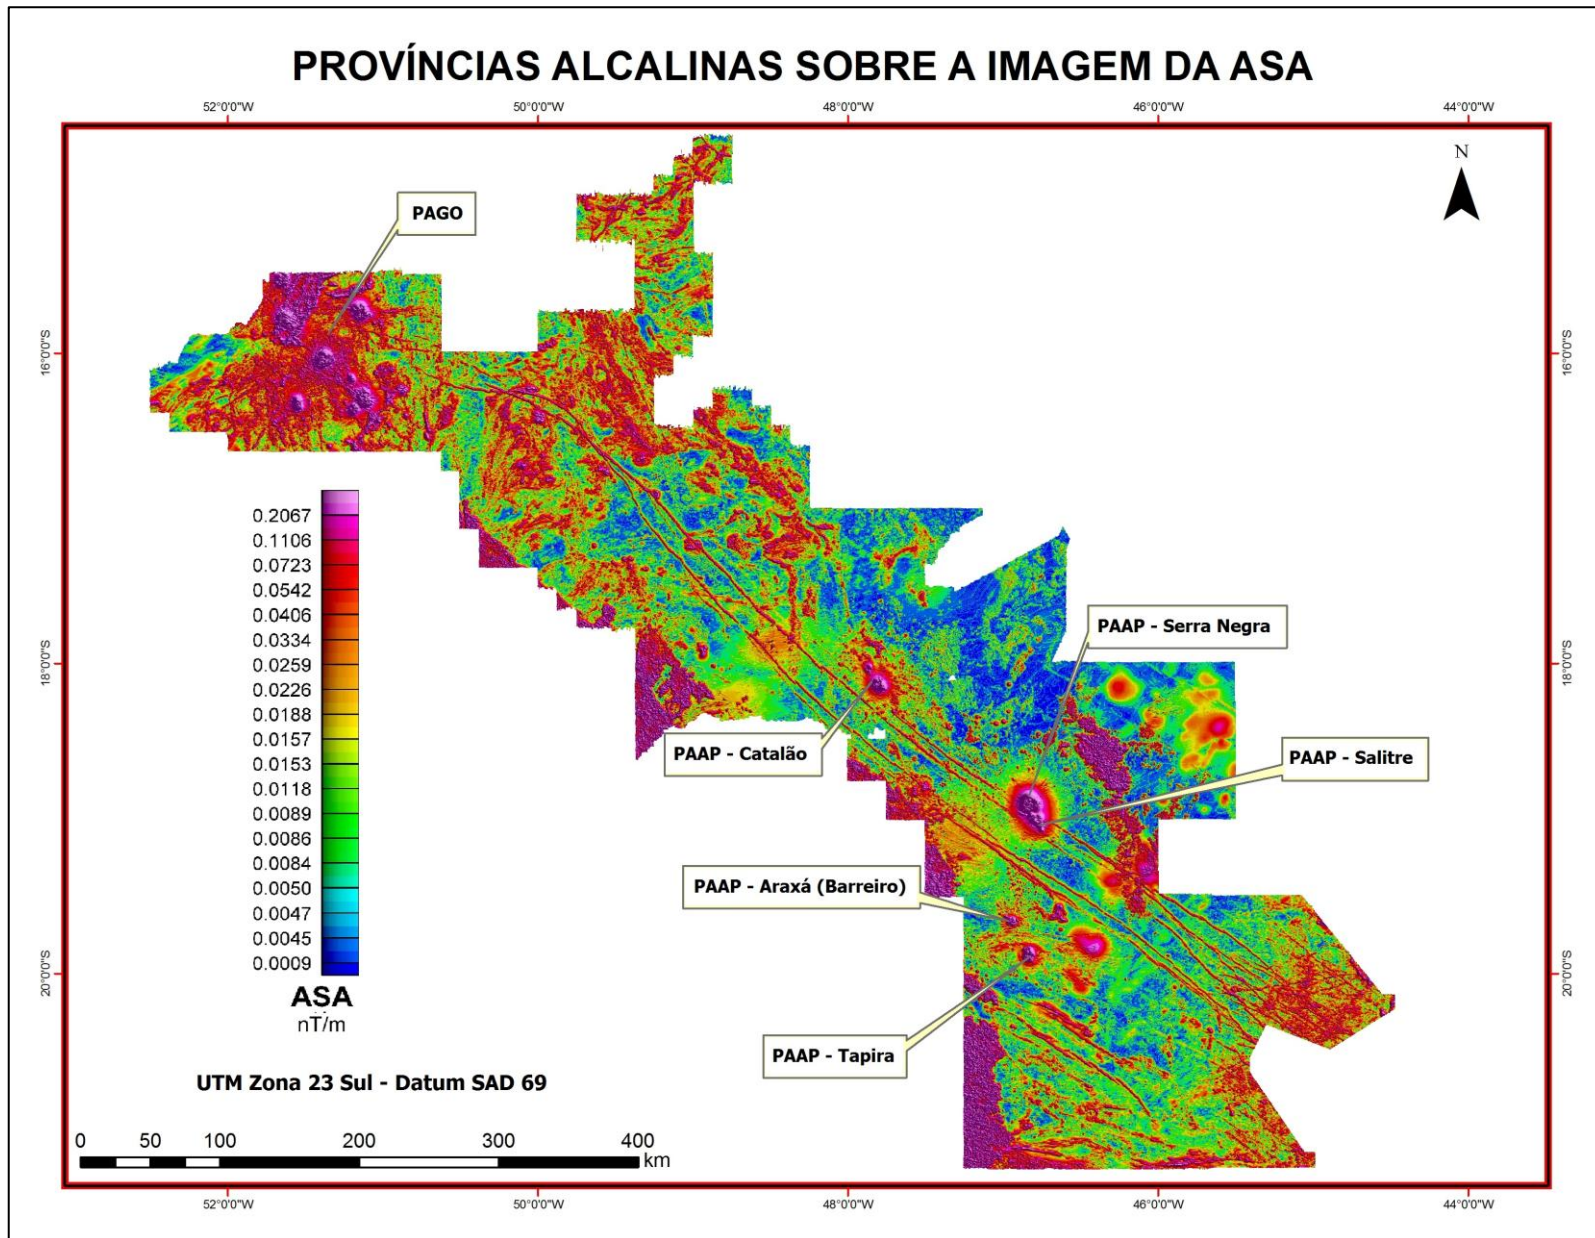 PROVÍNCIAS ALCALINAS SOBRE A IMAGEM DA ASA
52°0'0"W 50°0'0"W 48°0'0"W 46°0'0"W 44°0'0"W
N
PAGO
16°0'0"S 16°0'0"S
0.2067
0.1106
0.0723
0.0542
0.0406
0.0334
0.0259
0.0226
0.0188
0.0157
0.0153
0.0118
0.0089
0.0086
0.0084
0.0050
0.0047
0.0045
0.0009
ASA
nT/m
PAAP - Serra Negra
18°0'0"S 18°0'0"S
PAAP - Catalão
PAAP - Salitre
PAAP - Araxá (Barreiro)
20°0'0"S 20°0'0"S
PAAP - Tapira
UTM Zona 23 Sul - Datum SAD 69
0 50 100 200 300 400
km
52°0'0"W 50°0'0"W 48°0'0"W 46°0'0"W 44°0'0"W